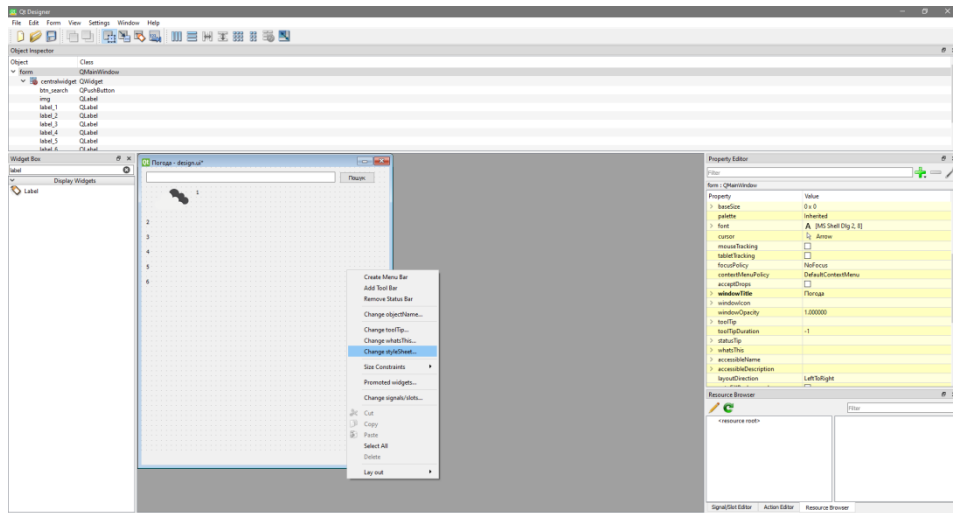 Qt Designer
File Edit Form View Settings Window Help
Object Inspector
Object Class
form QMainWindow
centralwidget QWidget
btn_search QPushButton
img QLabel
label_1 QLabel
label_2 QLabel
label_3 QLabel
label_4 QLabel
label_5 QLabel
label_6 QLabel
Widget Box
label
Display Widgets
Label
Погода - design.ui*
Пошук
1
2
3
4
5
6
Create Menu Bar
Add Tool Bar
Remove Status Bar
Change objectName...
Change toolTip...
Change whatsThis...
Change styleSheet...
Size Constraints
Promoted widgets...
Change signals/slots...
Cut
Copy
Paste
Select All
Delete
Lay out
Property Editor
Filter
form : QMainWindow
Property Value
baseSize 0 x 0
palette Inherited
font A [MS Shell Dlg 2, 8]
cursor Arrow
mouseTracking
tabletTracking
focusPolicy NoFocus
contextMenuPolicy DefaultContextMenu
acceptDrops
windowTitle Погода
windowIcon
windowOpacity 1.000000
toolTip
toolTipDuration -1
statusTip
whatsThis
accessibleName
accessibleDescription
layoutDirection LeftToRight
Resource Browser
Filter
<resource root>
Signal/Slot Editor Action Editor Resource Browser